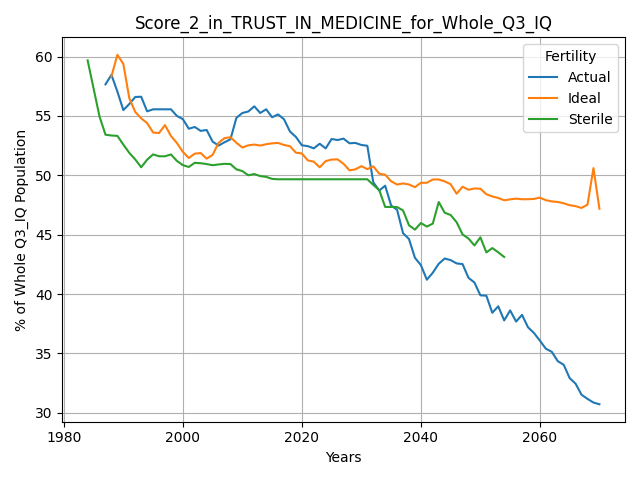 Score_2_in_TRUST_IN_MEDICINE_for_Whole_Q3_IQ
% of Whole Q3_IQ Population
60
55
50
45
40
35
30
Fertility
Actual
Ideal
Sterile
1980
2000
2020
2040
2060
Years